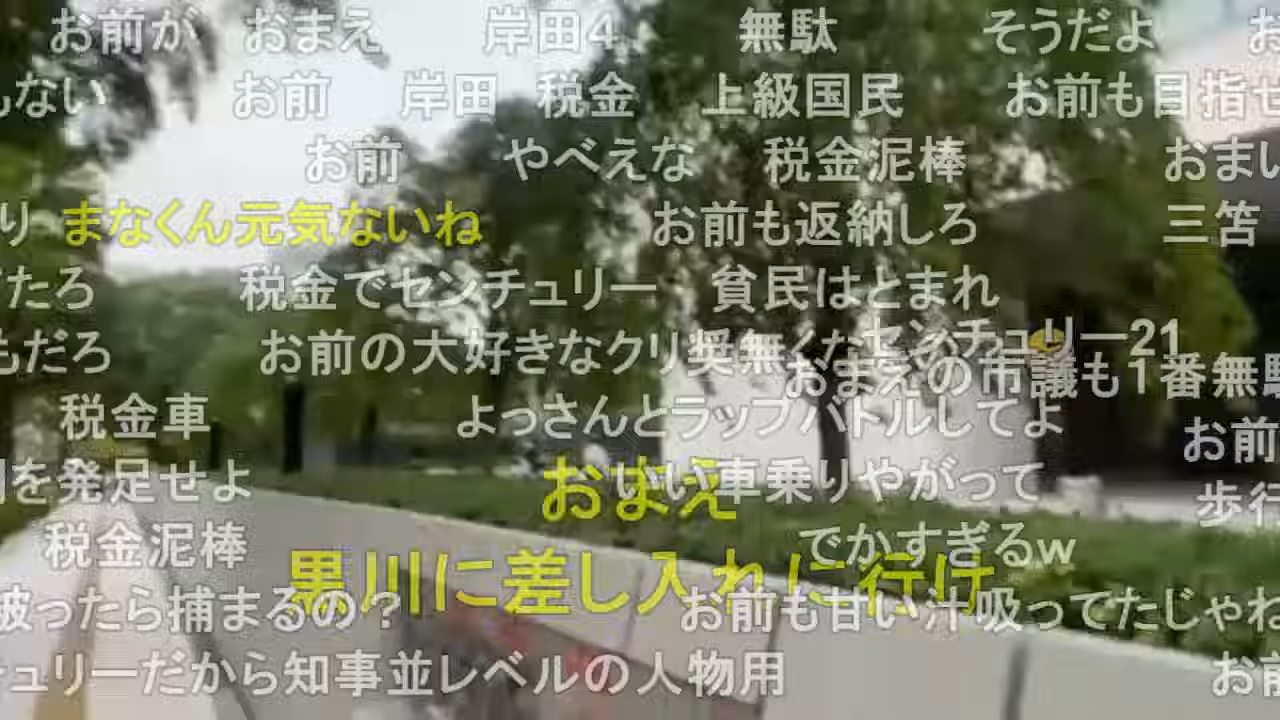 お前が おまえ 岸田4 無駄 そうだよ お
もない お前 岸田 税金 上級国民 お前も目指せ
お前 やべえな 税金泥棒 おまい
り まなくん元気ないね お前も返納しろ 三笘
たろ 税金でセンチュリー 貧民はとまれ
センチュリー21
もだろ お前の大好きなクリ奨無くな
おまえの市議も1番無駄
税金車 よっさんとラップバトルしてよ
お前
を発足せよ おまえ いい車乗りやがって
歩行
税金泥棒 でかすぎるw
黒川に差し入れに行け
被ったら捕まるの？ お前も甘い汁吸ってたじゃね
チュリーだから知事並レベルの人物用 お前